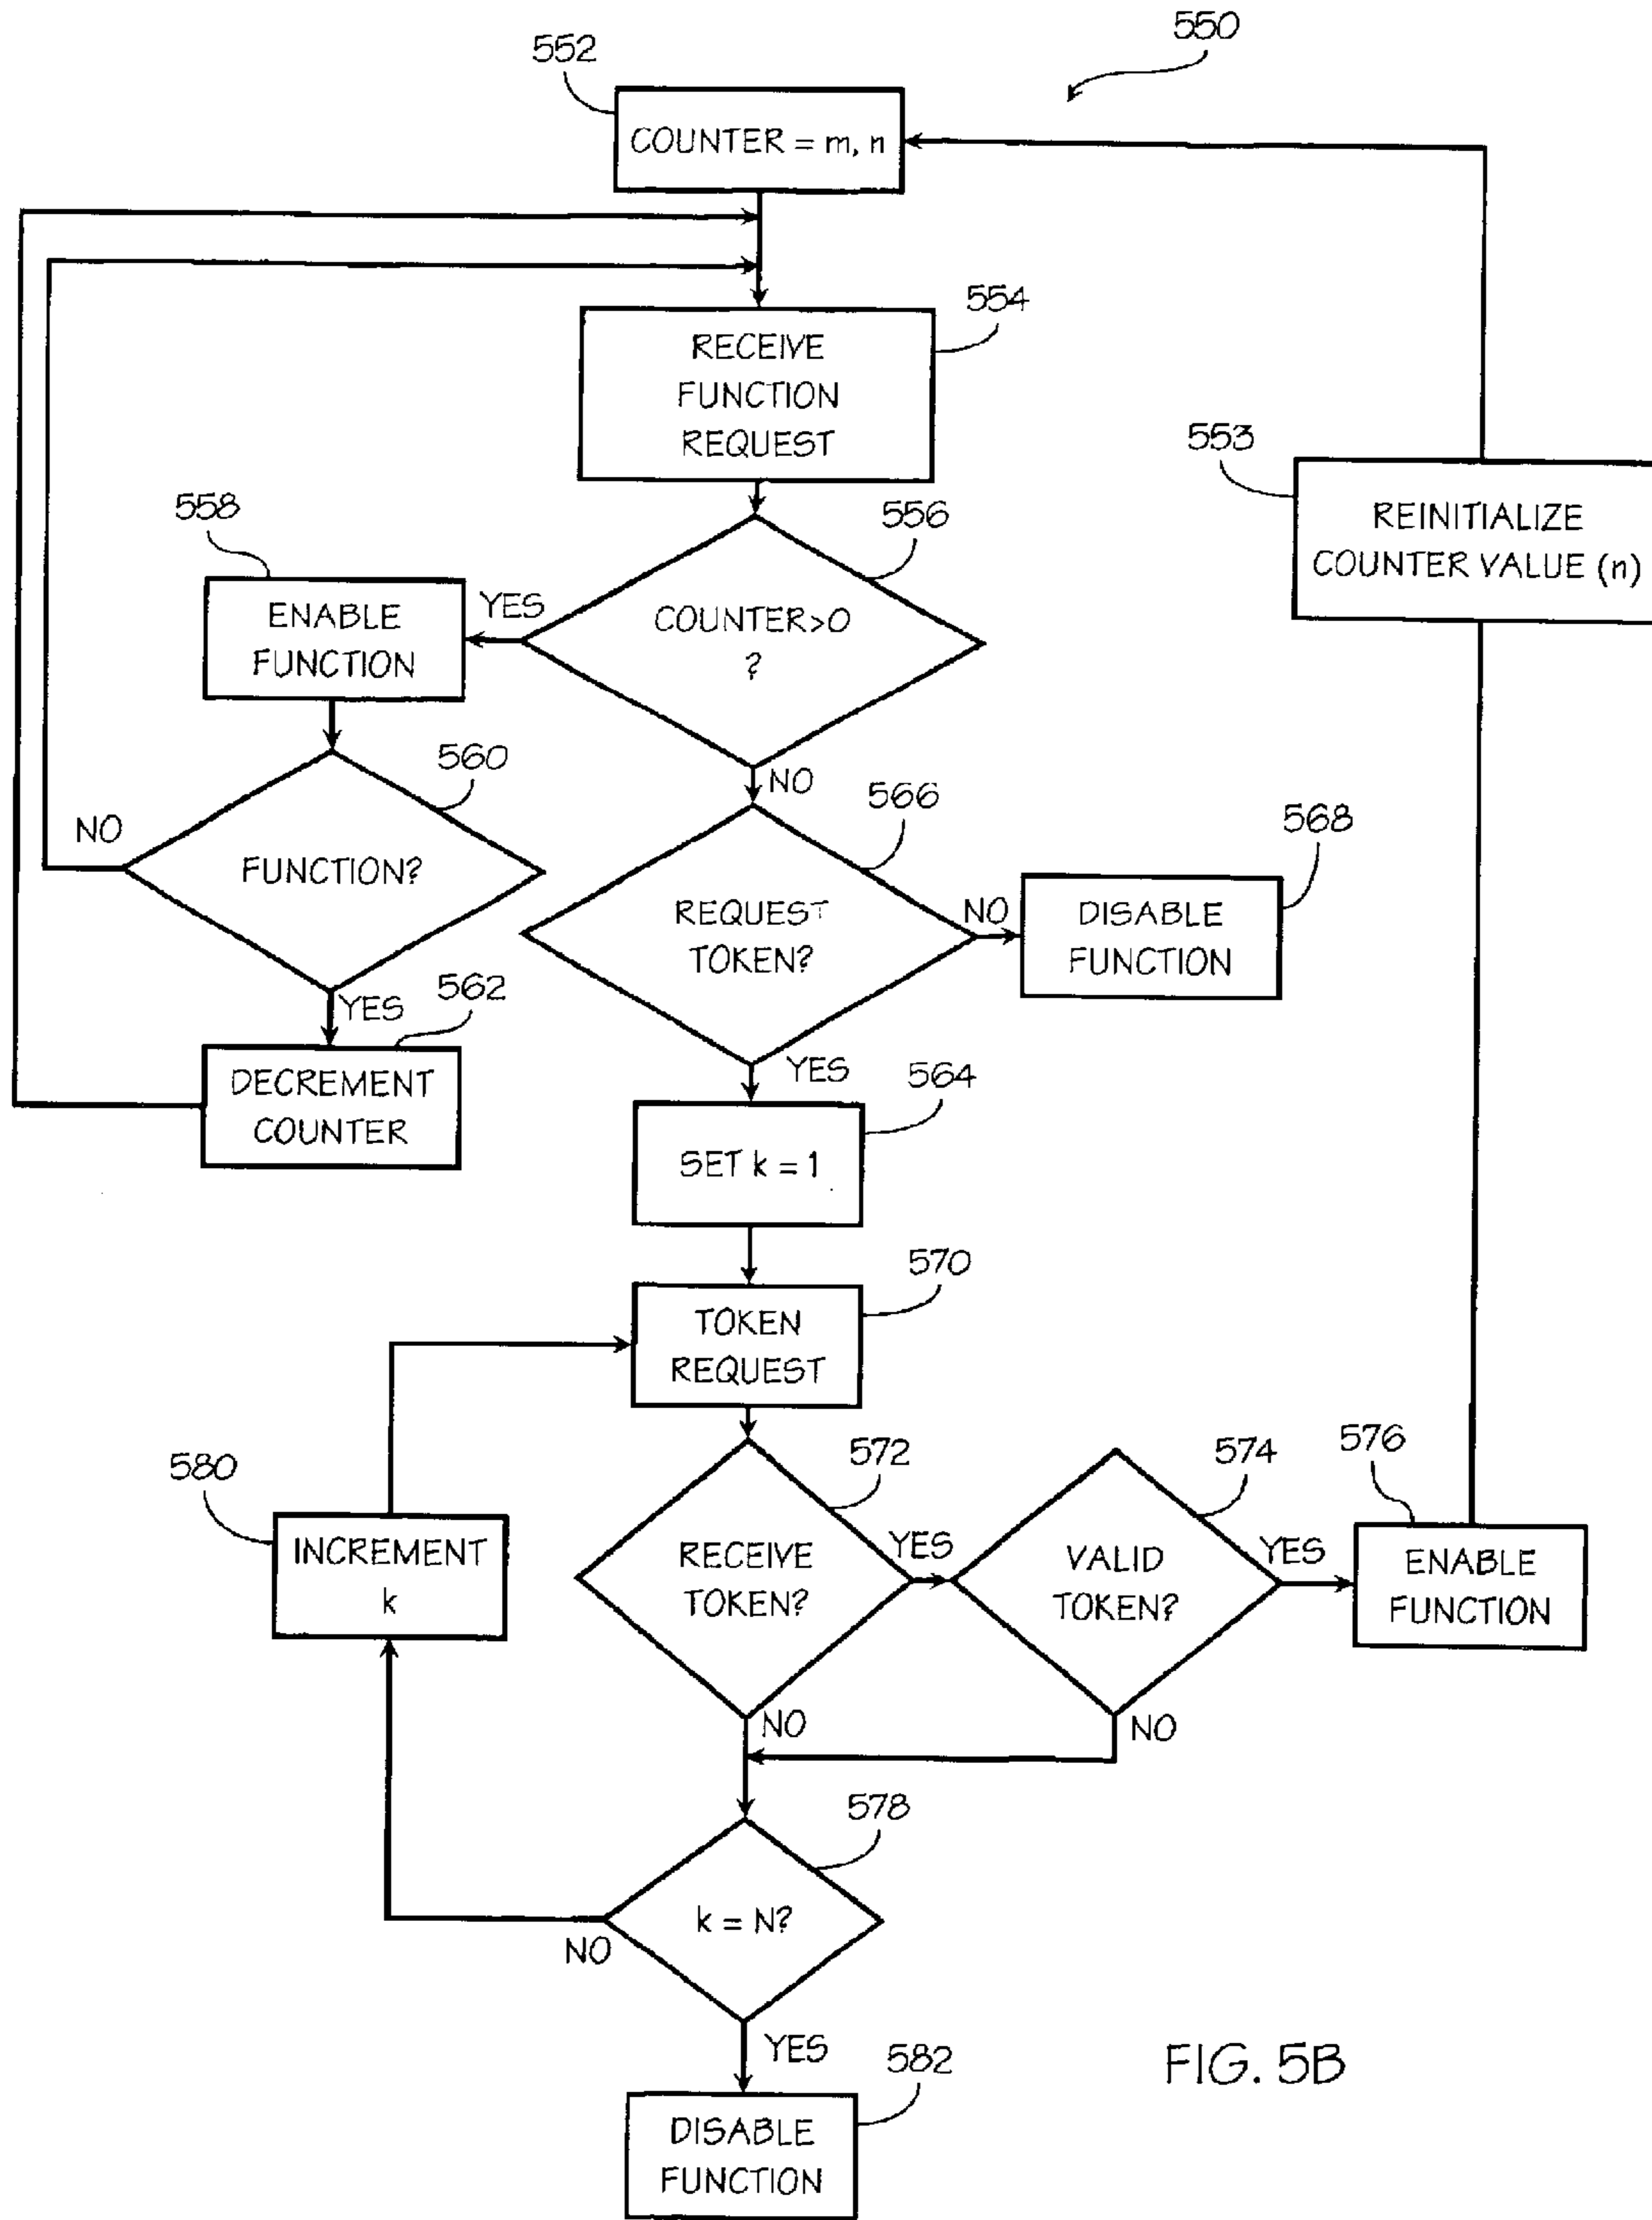 550
552
COUNTER = m, n
554
RECEIVE
FUNCTION
REQUEST
553
REINITIALIZE
COUNTER VALUE (n)
556
COUNTER>0
?
YES
558
ENABLE
FUNCTION
NO
560
FUNCTION?
NO
YES
562
DECREMENT
COUNTER
566
REQUEST
TOKEN?
NO
568
DISABLE
FUNCTION
YES
564
SET k = 1
570
TOKEN
REQUEST
572
RECEIVE
TOKEN?
YES
574
VALID
TOKEN?
YES
576
ENABLE
FUNCTION
580
INCREMENT
k
NO
NO
578
k = N?
NO
YES
582
DISABLE
FUNCTION
FIG. 5B